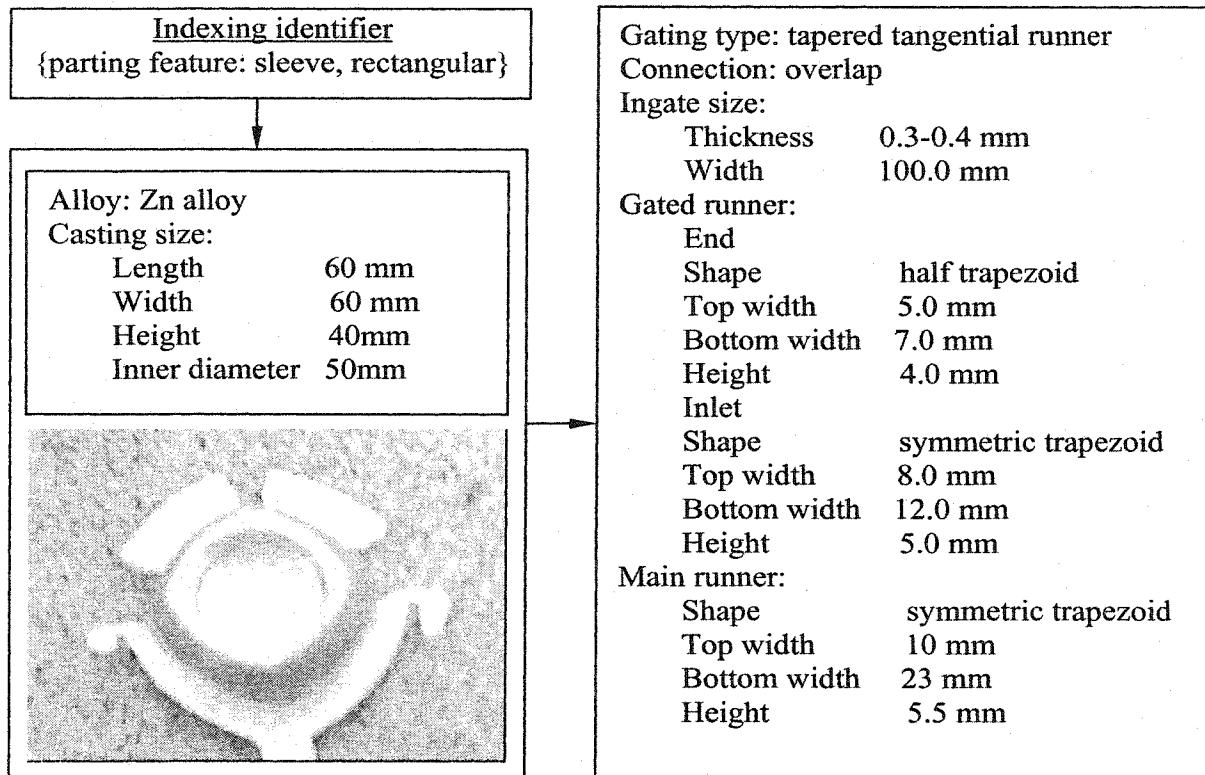 Indexing identifier
{parting feature: sleeve, rectangular}
Alloy: Zn alloy
Casting size:
Length 60 mm
Width 60 mm
Height 40mm
Inner diameter 50mm
Gating type: tapered tangential runner
Connection: overlap
Ingate size:
Thickness 0.3-0.4 mm
Width 100.0 mm
Gated runner:
End
Shape half trapezoid
Top width 5.0 mm
Bottom width 7.0 mm
Height 4.0 mm
Inlet
Shape symmetric trapezoid
Top width 8.0 mm
Bottom width 12.0 mm
Height 5.0 mm
Main runner:
Shape symmetric trapezoid
Top width 10 mm
Bottom width 23 mm
Height 5.5 mm